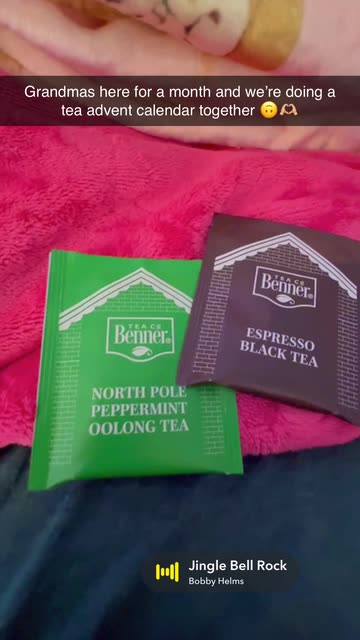 Grandmas here for a month and we're doing a
tea advent calendar together 🙃🫶🏼
TEA CO
Benner®
NORTH POLE
PEPPERMINT
OOLONG TEA
TEA CO
Benner®
ESPRESSO
BLACK TEA
Jingle Bell Rock
Bobby Helms